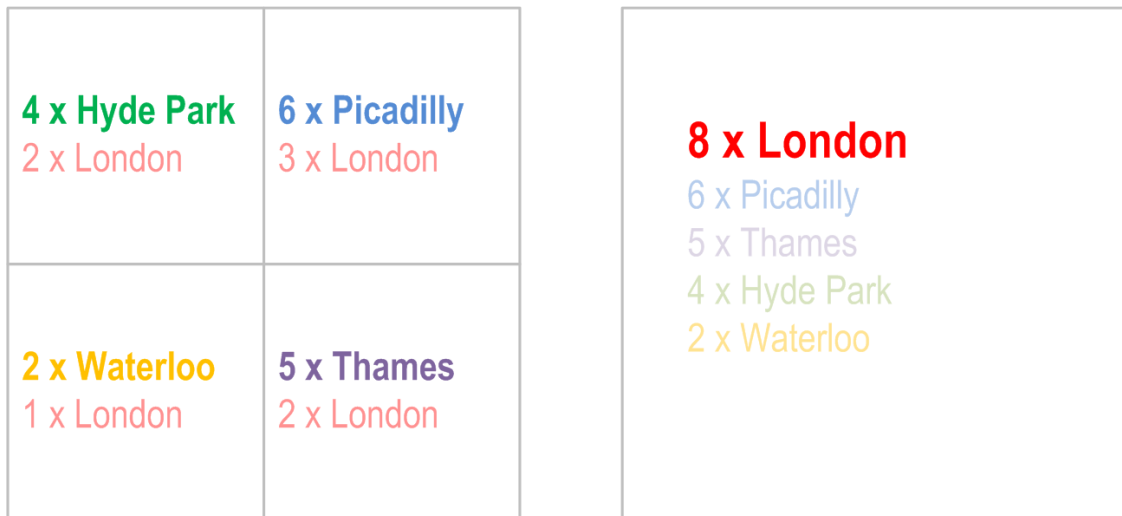 4 x Hyde Park
2 x London
6 x Picadilly
3 x London
2 x Waterloo
1 x London
5 x Thames
2 x London
8 x London
6 x Picadilly
5 x Thames
4 x Hyde Park
2 x Waterloo